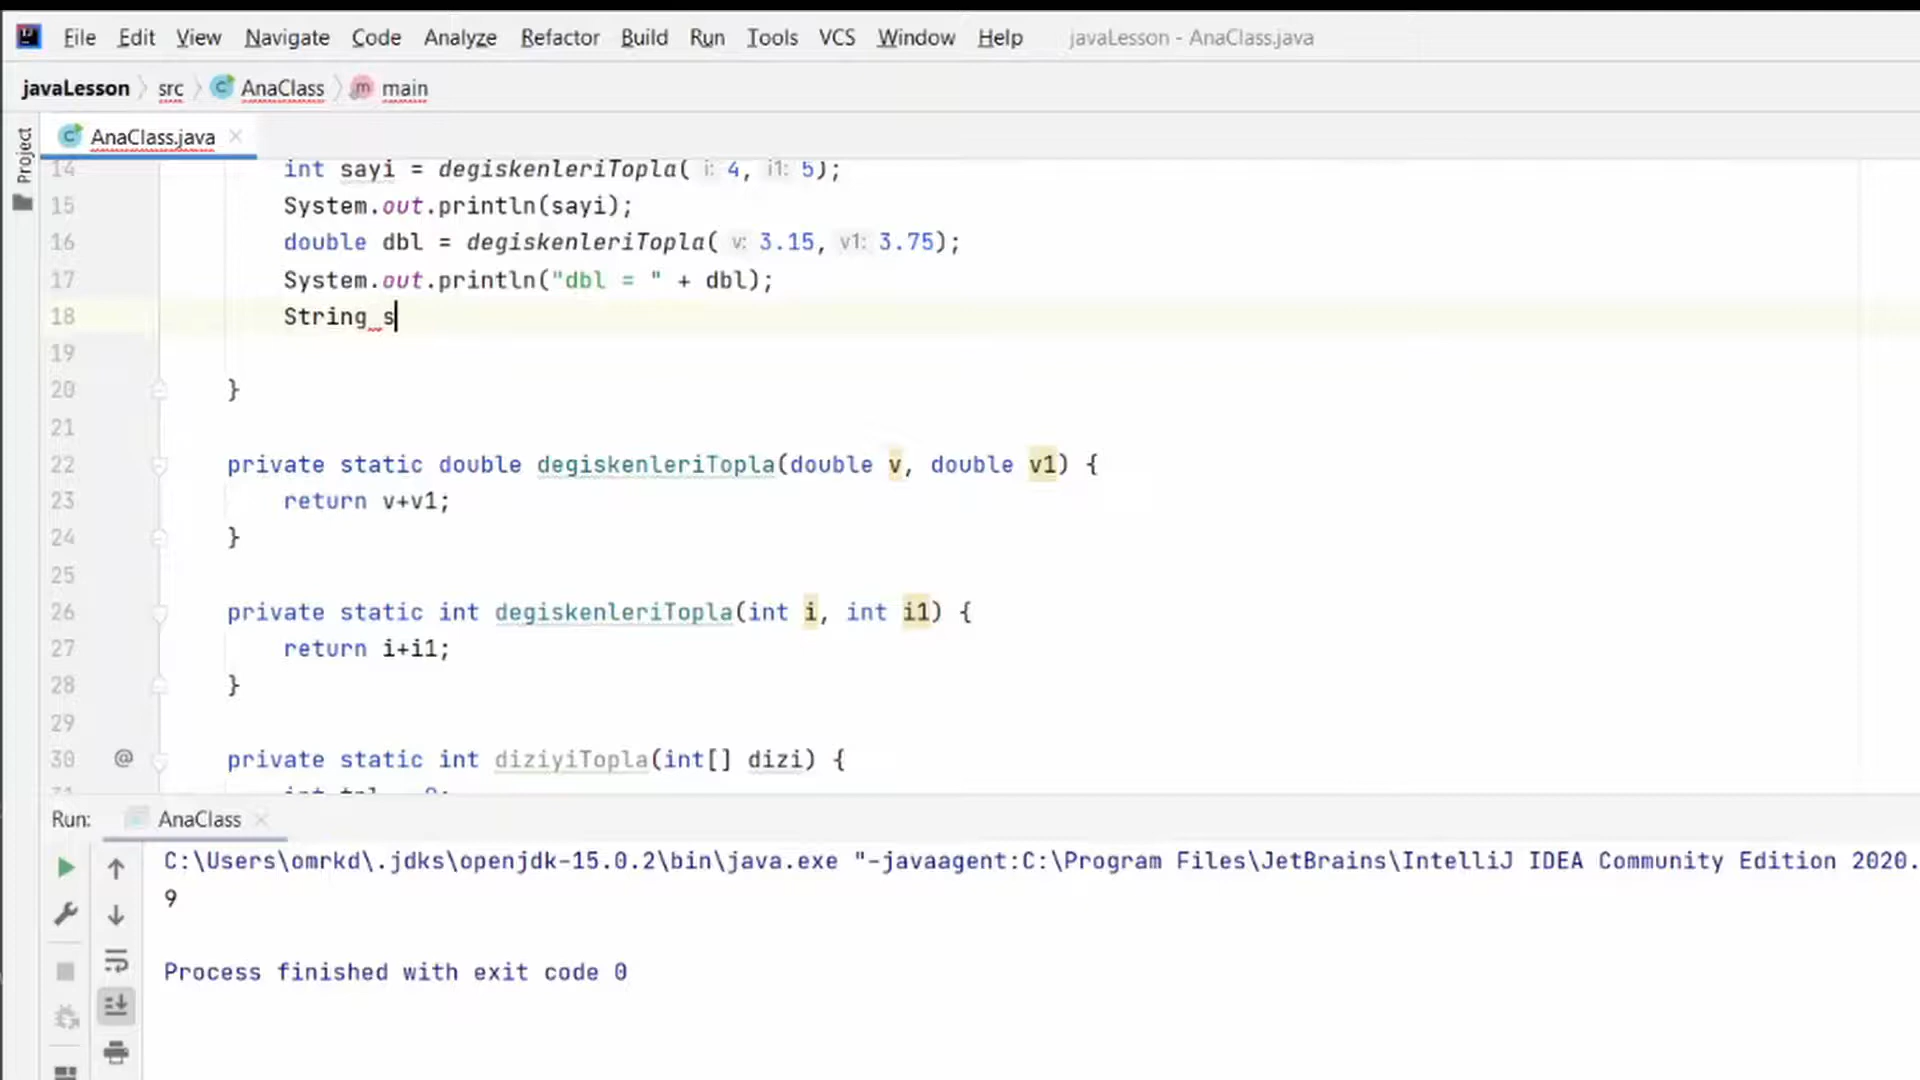 File Edit View Navigate Code Analyze Refactor Build Run Tools VCS Window Help javaLesson - AnaClass.java
javaLesson src AnaClass main
AnaClass.java
Project
14 int sayi = degiskenleriTopla( i: 4, i1: 5);
15 System.out.println(sayi);
16 double dbl = degiskenleriTopla( v: 3.15, v1: 3.75);
17 System.out.println("dbl = " + dbl);
18 String s
19
20 }
21
22 private static double degiskenleriTopla(double v, double v1) {
23 return v+v1;
24 }
25
26 private static int degiskenleriTopla(int i, int i1) {
27 return i+i1;
28 }
29
30 @ private static int diziyiTopla(int[] dizi) {
Run: AnaClass
C:\Users\omrkd\.jdks\openjdk-15.0.2\bin\java.exe "-javaagent:C:\Program Files\JetBrains\IntelliJ IDEA Community Edition 2020.
9
Process finished with exit code 0